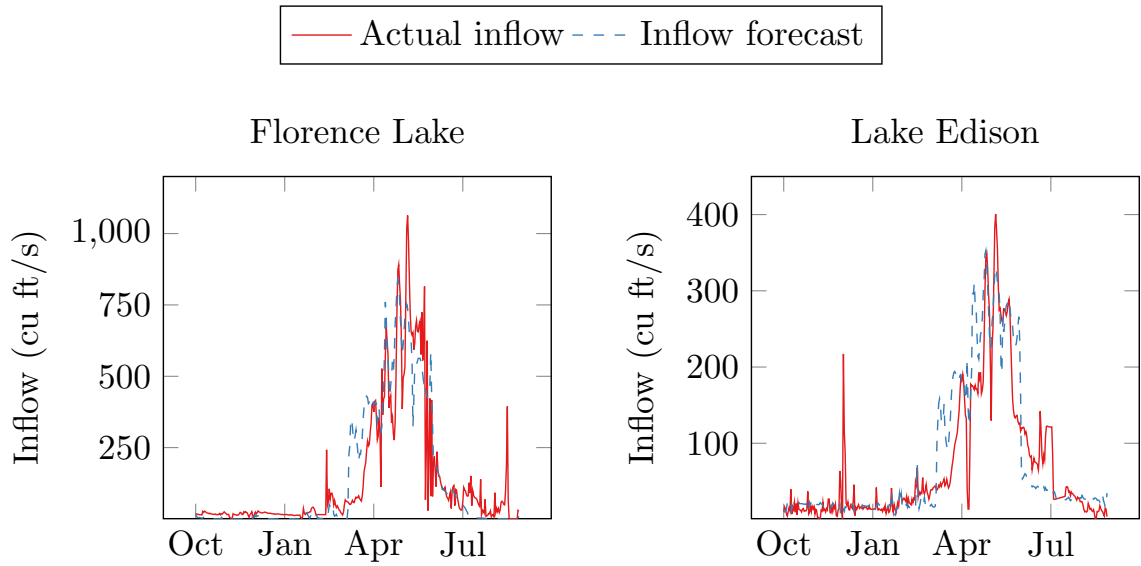 Actual inflow Inflow forecast
Florence Lake
Inflow (cu ft/s)
1,000
750
500
250
Oct Jan Apr Jul
Lake Edison
Inflow (cu ft/s)
400
300
200
100
Oct Jan Apr Jul